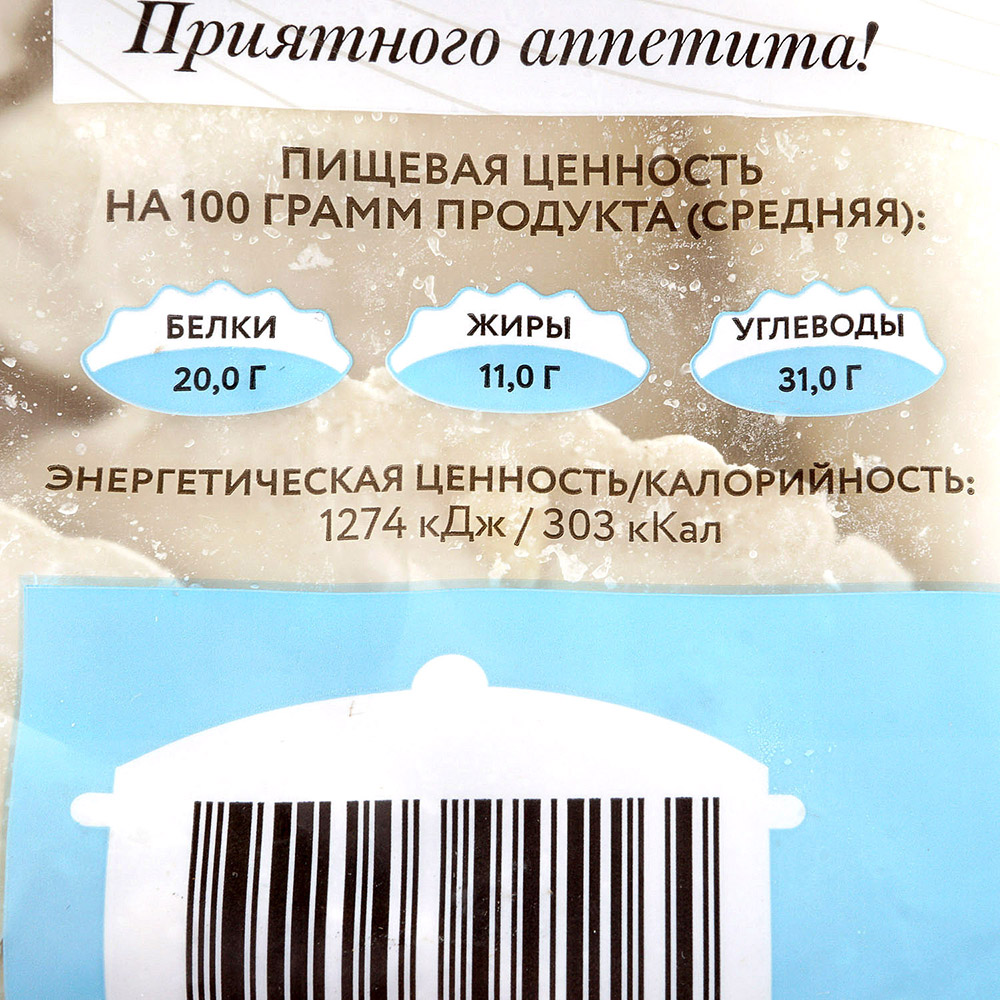 Приятного аппетита!
ПИЩЕВАЯ ЦЕННОСТЬ
НА 100 ГРАММ ПРОДУКТА (СРЕДНЯЯ):
БЕЛКИ
20,0 Г
ЖИРЫ
11,0 Г
УГЛЕВОДЫ
31,0 Г
ЭНЕРГЕТИЧЕСКАЯ ЦЕННОСТЬ/КАЛОРИЙНОСТЬ:
1274 кДж / 303 кКал